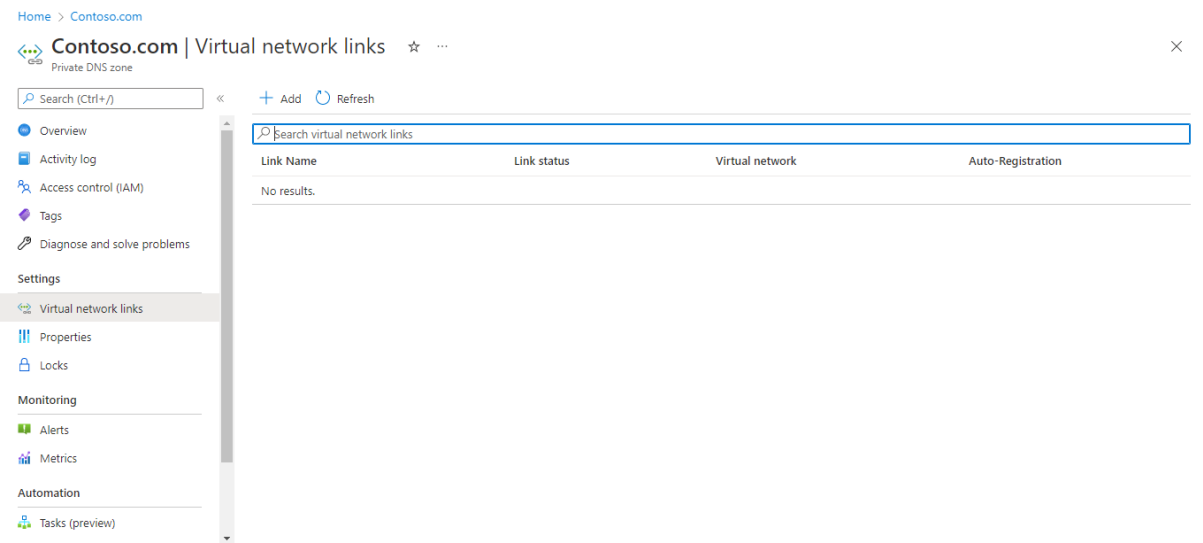 Home > Contoso.com
Contoso.com | Virtual network links
Private DNS zone
Search (Ctrl+/)
Overview
Activity log
Access control (IAM)
Tags
Diagnose and solve problems
Settings
Virtual network links
Properties
Locks
Monitoring
Alerts
Metrics
Automation
Tasks (preview)
Add Refresh
Search virtual network links
Link Name Link status Virtual network Auto-Registration
No results.